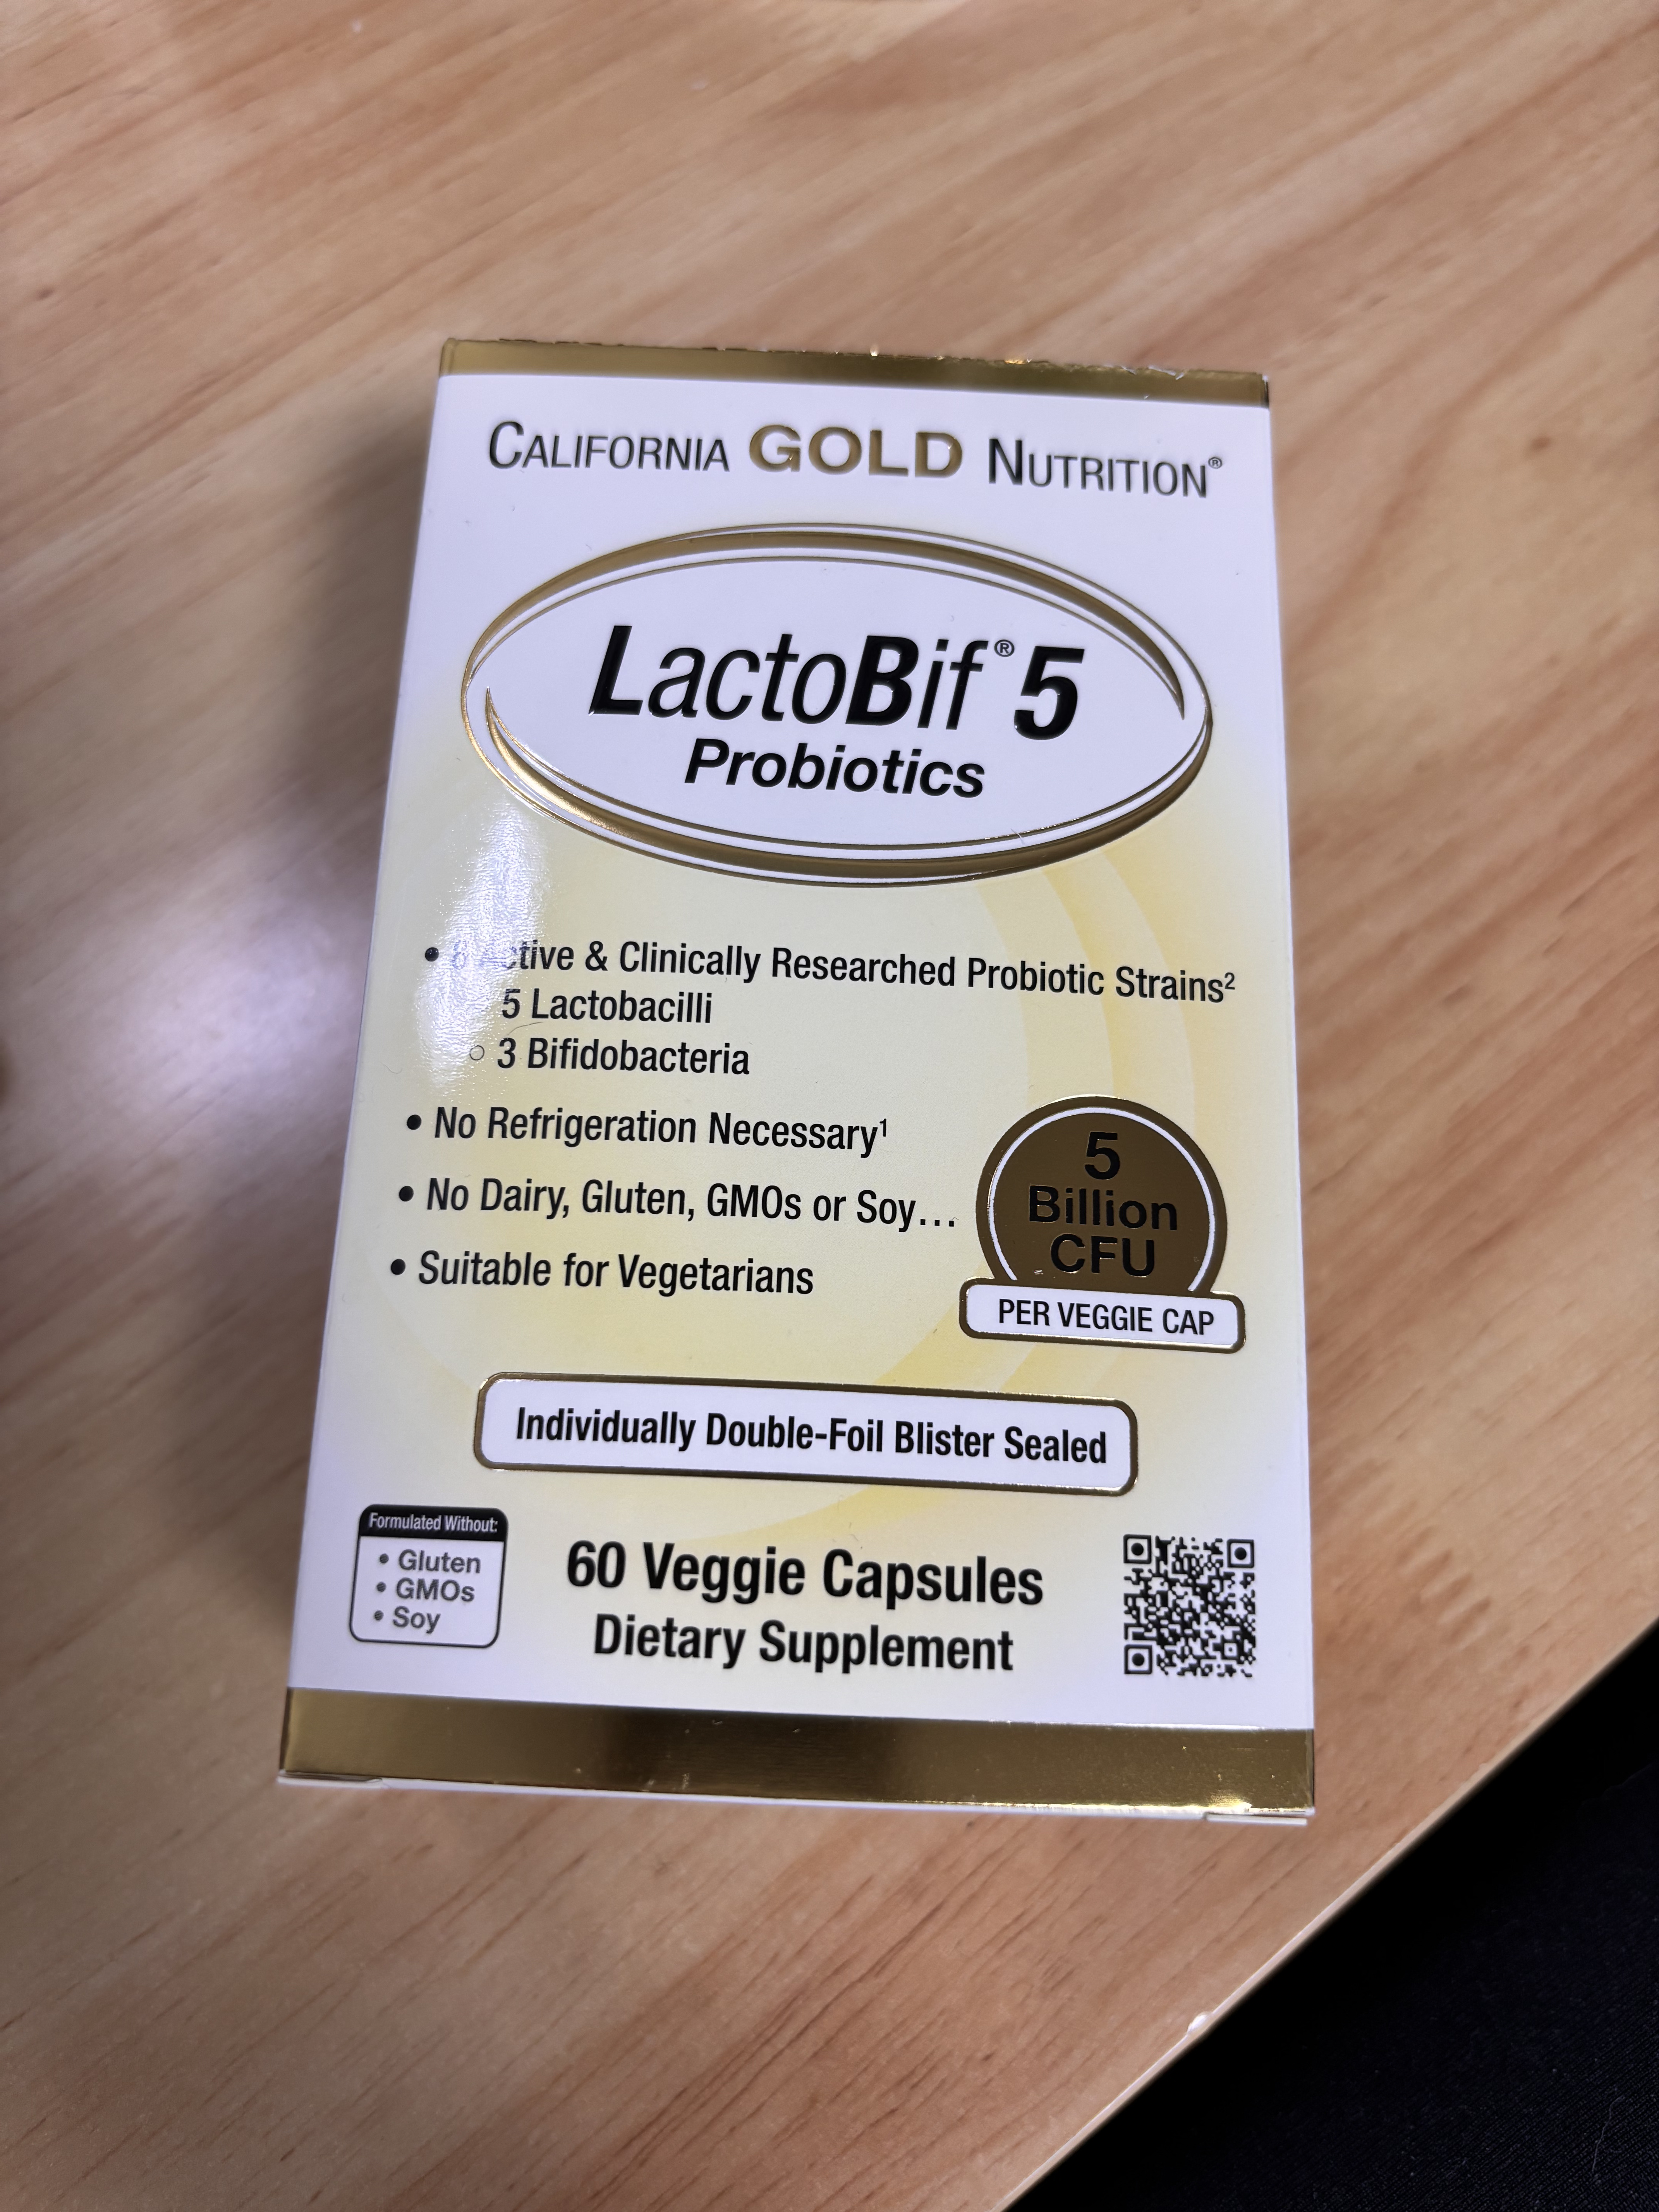 CALIFORNIA GOLD NUTRITION®
LactoBif® 5
Probiotics
• 8 Active & Clinically Researched Probiotic Strains²
5 Lactobacilli
○ 3 Bifidobacteria
• No Refrigeration Necessary¹
• No Dairy, Gluten, GMOs or Soy...
• Suitable for Vegetarians
5
Billion
CFU
PER VEGGIE CAP
Individually Double-Foil Blister Sealed
Formulated Without:
• Gluten
• GMOs
• Soy
60 Veggie Capsules
Dietary Supplement